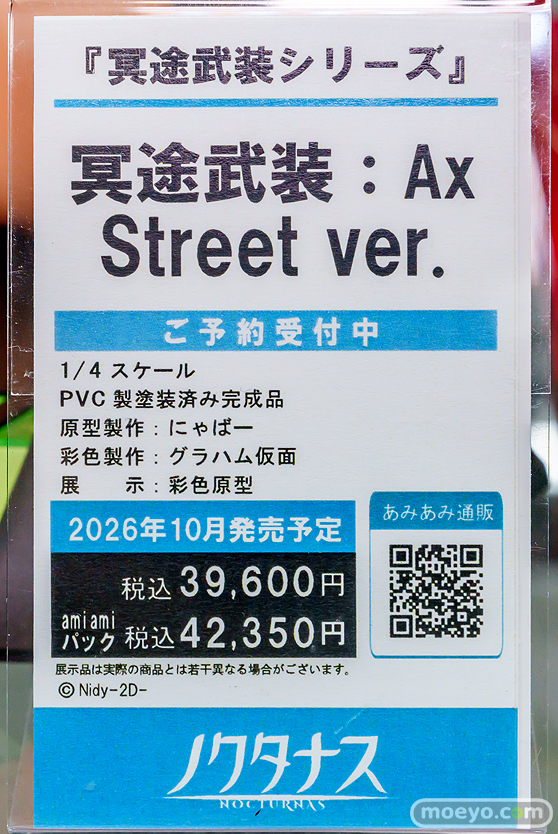 『冥途武装シリーズ』
冥途武装：Ax
Street ver.
ご予約受付中
1/4 スケール
PVC 製塗装済み完成品
原型製作：にゃばー
彩色製作：グラハム仮面
展　　示：彩色原型
2026年10月発売予定
税込 39,600円
amiami
パック 税込 42,350円
あみあみ通販
展示品は実際の商品とは若干異なる場合がございます。
© Nidy-2D-
ノクタナス
NOCTURNAS
moeyo.com